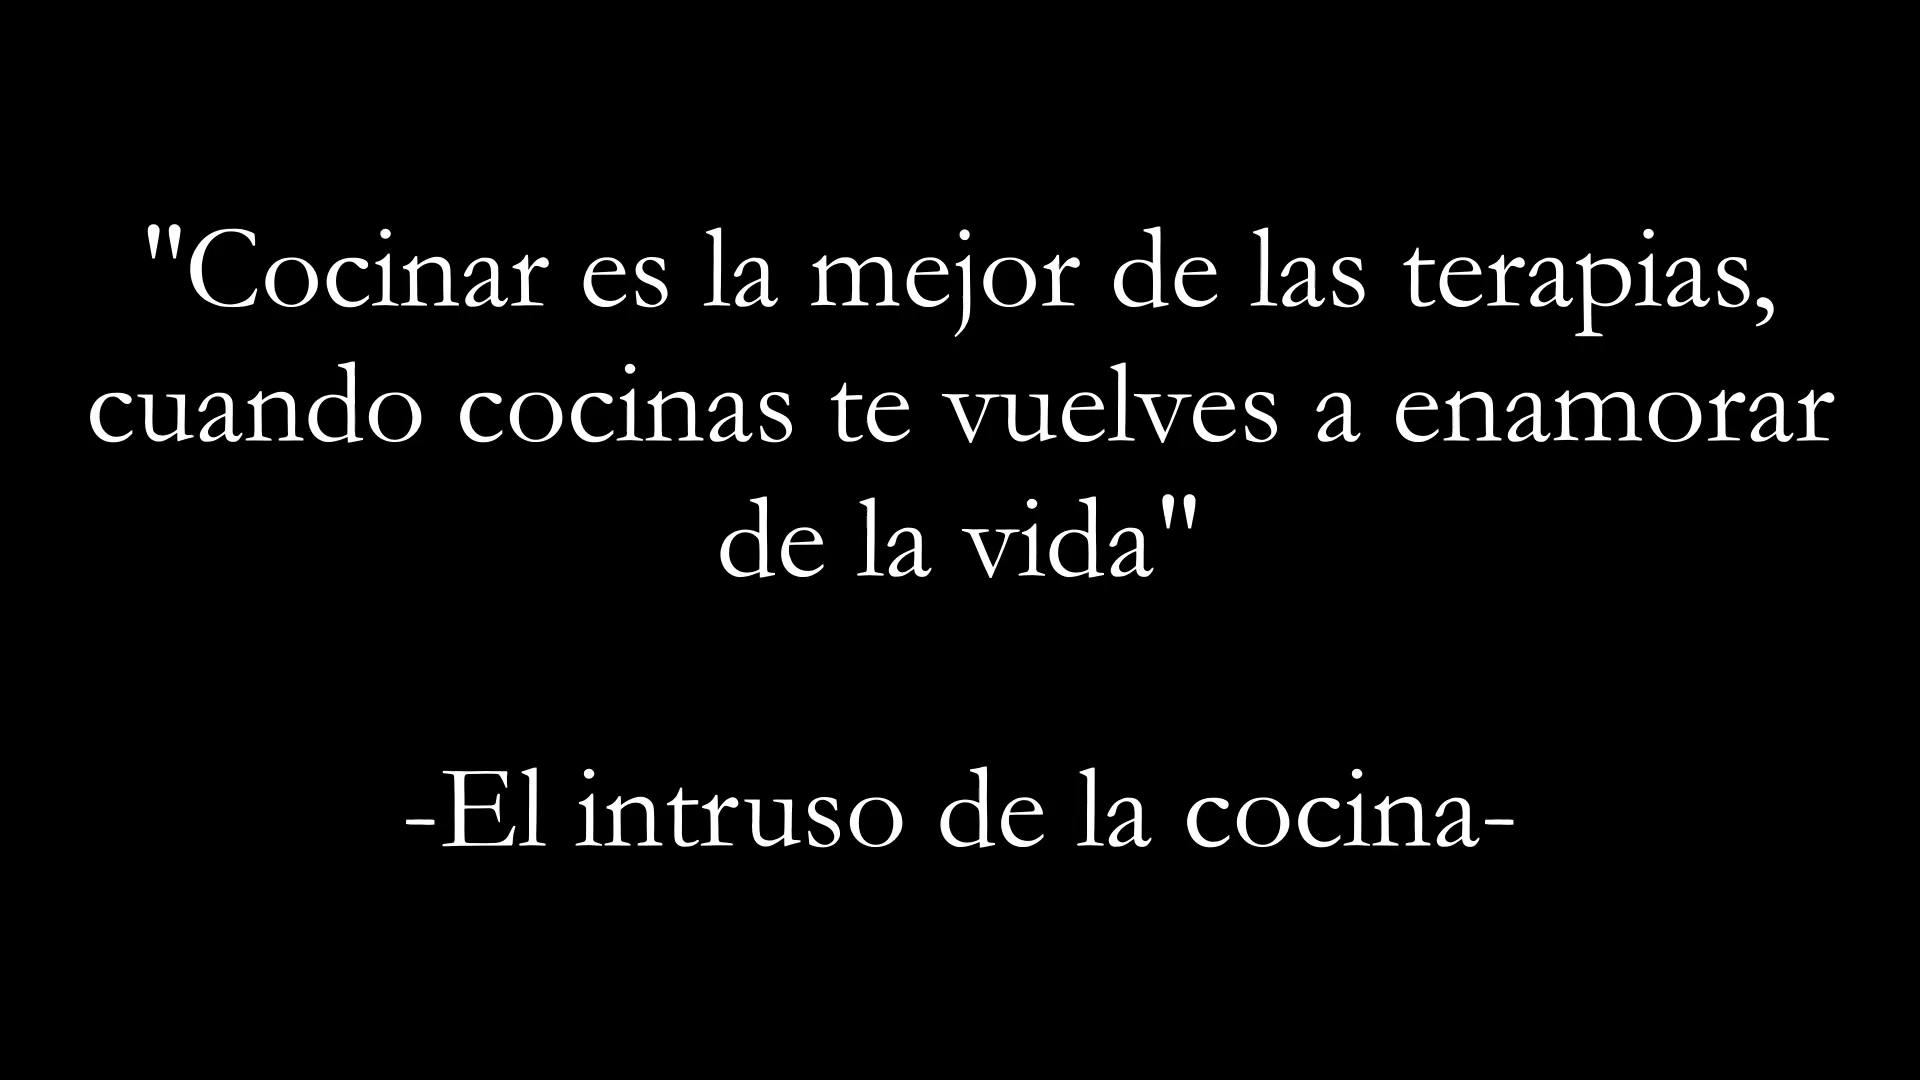 "Cocinar es la mejor de las terapias,
cuando cocinas te vuelves a enamorar
de la vida"
-El intruso de la cocina-